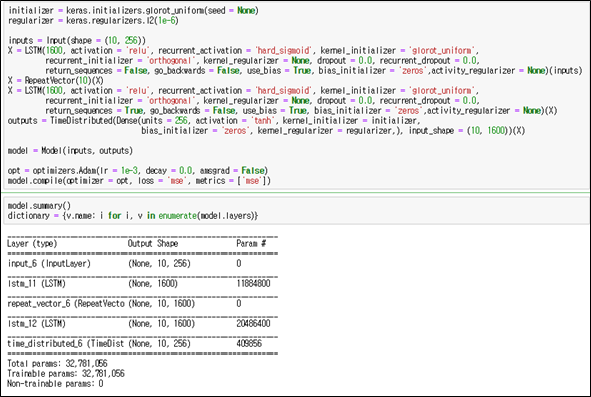 initializer = keras.initializers.glorot_uniform(seed = None)
regularizer = keras.regularizers.l2(1e-6)
inputs = Input(shape = (10, 256))
X = LSTM(1600, activation = 'relu', recurrent_activation = 'hard_sigmoid', kernel_initializer = 'glorot_uniform',
recurrent_initializer = 'orthogonal', kernel_regularizer = None, dropout = 0.0, recurrent_dropout = 0.0,
return_sequences = False, go_backwards = False, use_bias = True, bias_initializer = 'zeros',activity_regularizer = None)(inputs)
X = RepeatVector(10)(X)
X = LSTM(1600, activation = 'relu', recurrent_activation = 'hard_sigmoid', kernel_initializer = 'glorot_uniform',
recurrent_initializer = 'orthogonal', kernel_regularizer = None, dropout = 0.0, recurrent_dropout = 0.0,
return_sequences = True, go_backwards = False, use_bias = True, bias_initializer = 'zeros',activity_regularizer = None)(X)
outputs = TimeDistributed(Dense(units = 256, activation = 'tanh', kernel_initializer = initializer,
bias_initializer = 'zeros', kernel_regularizer = regularizer,), input_shape = (10, 1600))(X)
model = Model(inputs, outputs)
opt = optimizers.Adam(lr = 1e-3, decay = 0.0, amsgrad = False)
model.compile(optimizer = opt, loss = 'mse', metrics = ['mse'])
model.summary()
dictionary = {v.name: i for i, v in enumerate(model.layers)}
Layer (type) Output Shape Param #
input_6 (InputLayer) (None, 10, 256) 0
lstm_11 (LSTM) (None, 1600) 11884800
repeat_vector_6 (RepeatVecto (None, 10, 1600) 0
lstm_12 (LSTM) (None, 10, 1600) 20486400
time_distributed_6 (TimeDist (None, 10, 256) 409856
Total params: 32,781,056
Trainable params: 32,781,056
Non-trainable params: 0